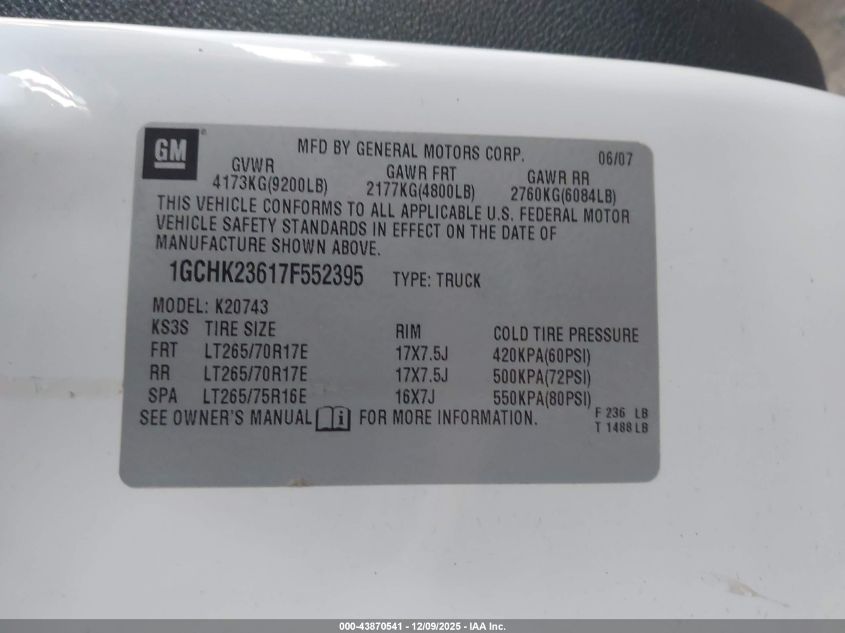 GM ® MFD BY GENERAL MOTORS CORP. 06/07
GVWR GAWR FRT GAWR RR
4173KG(9200LB) 2177KG(4800LB) 2760KG(6084LB)
THIS VEHICLE CONFORMS TO ALL APPLICABLE U.S. FEDERAL MOTOR
VEHICLE SAFETY STANDARDS IN EFFECT ON THE DATE OF
MANUFACTURE SHOWN ABOVE.
1GCHK23617F552395 TYPE: TRUCK
MODEL: K20743
KS3S TIRE SIZE RIM COLD TIRE PRESSURE
FRT LT265/70R17E 17X7.5J 420KPA(60PSI)
RR LT265/70R17E 17X7.5J 500KPA(72PSI)
SPA LT265/75R16E 16X7J 550KPA(80PSI)
SEE OWNER'S MANUAL i FOR MORE INFORMATION. F 236 LB
T 1488 LB
000-43870541 - 12/09/2025 - IAA Inc.